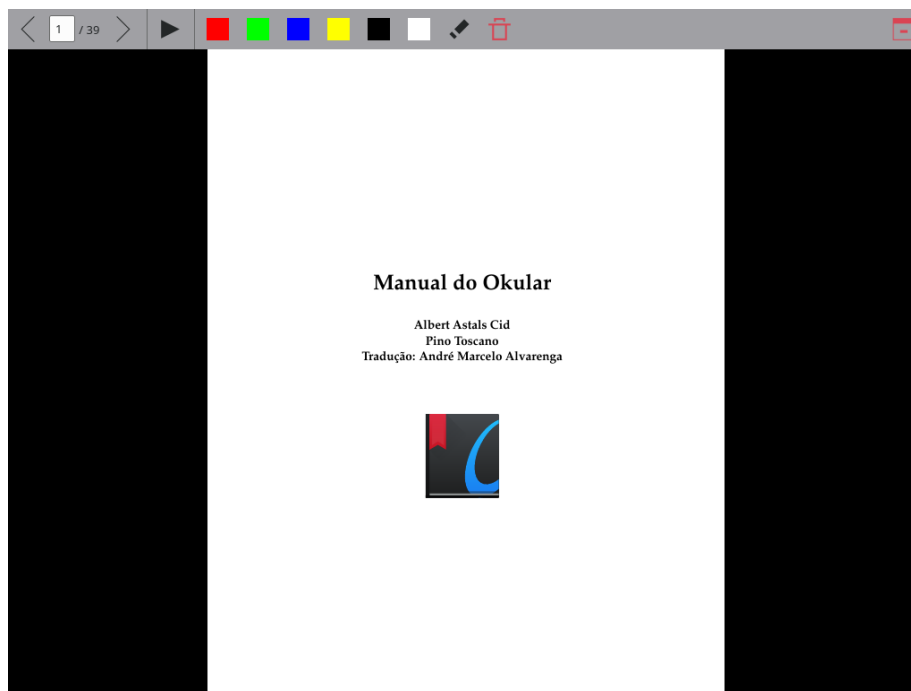 1 / 39
Manual do Okular
Albert Astals Cid
Pino Toscano
Tradução: André Marcelo Alvarenga